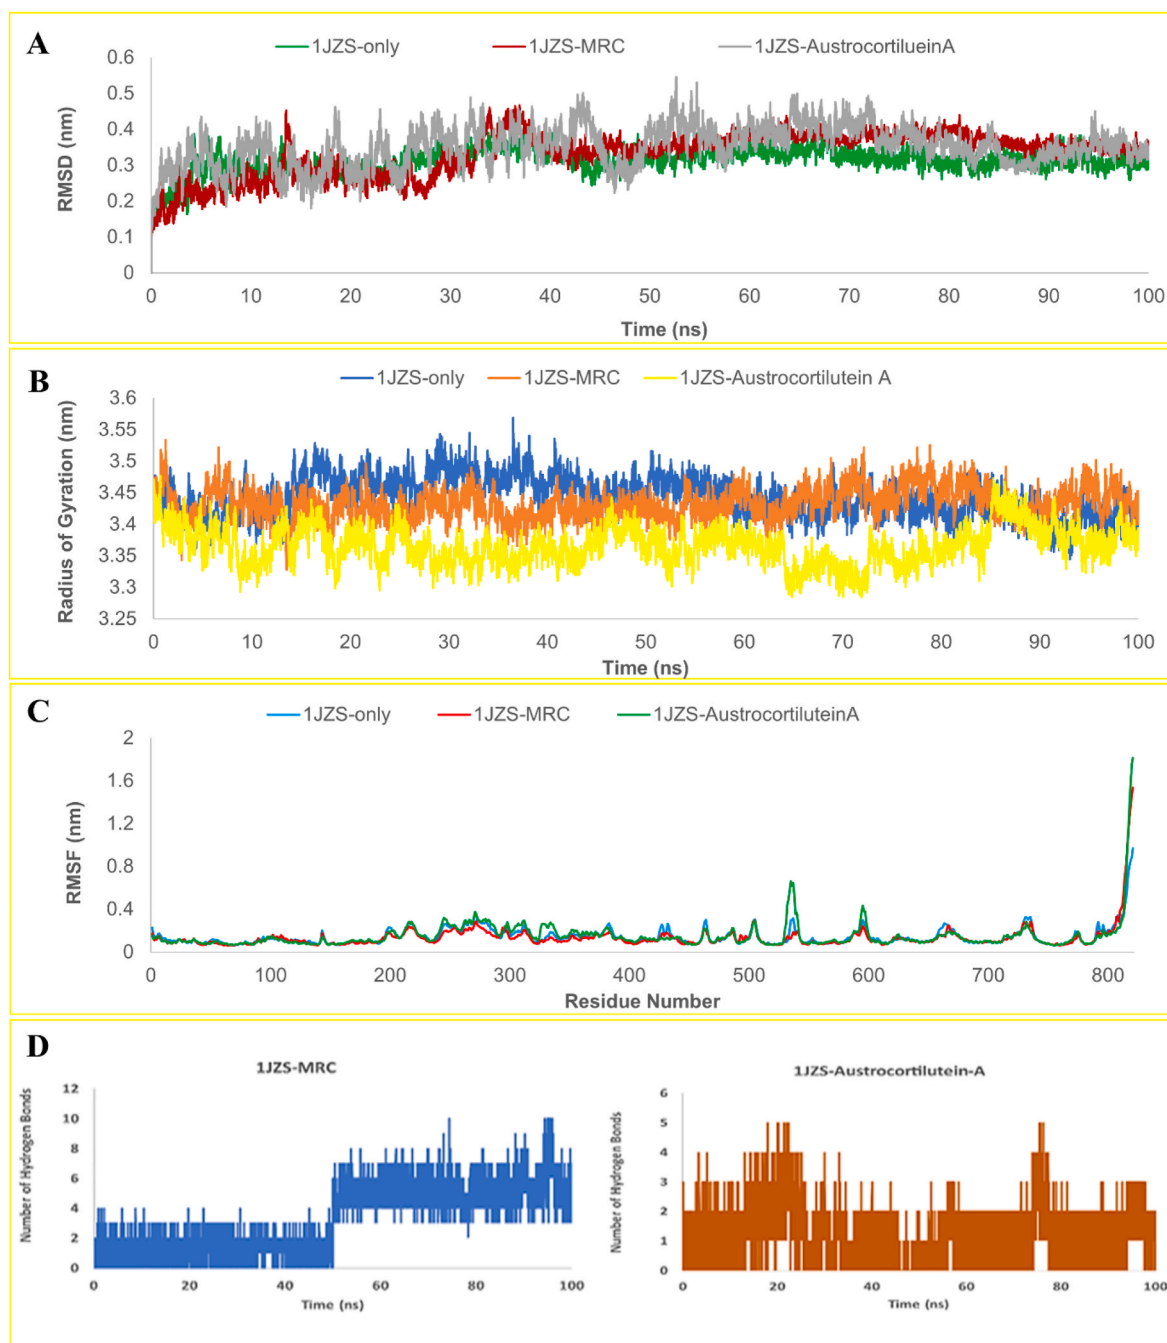 A
1JZS-only 1JZS-MRC 1JZS-AustrocortilueinA
RMSD (nm)
0.6
0.5
0.4
0.3
0.2
0.1
0
0 10 20 30 40 50 60 70 80 90 100
Time (ns)
B
1JZS-only 1JZS-MRC 1JZS-Austrocortilutein A
Radius of Gyration (nm)
3.6
3.55
3.5
3.45
3.4
3.35
3.3
3.25
0 10 20 30 40 50 60 70 80 90 100
Time (ns)
C
1JZS-only 1JZS-MRC 1JZS-AustrocortiluteinA
RMSF (nm)
2
1.6
1.2
0.8
0.4
0
0 100 200 300 400 500 600 700 800
Residue Number
D
1JZS-MRC
Number of Hydrogen Bonds
12
10
8
6
4
2
0
0 20 40 60 80 100
Time (ns)
1JZS-Austrocortilutein-A
Number of Hydrogen Bonds
6
5
4
3
2
1
0
0 20 40 60 80 100
Time (ns)